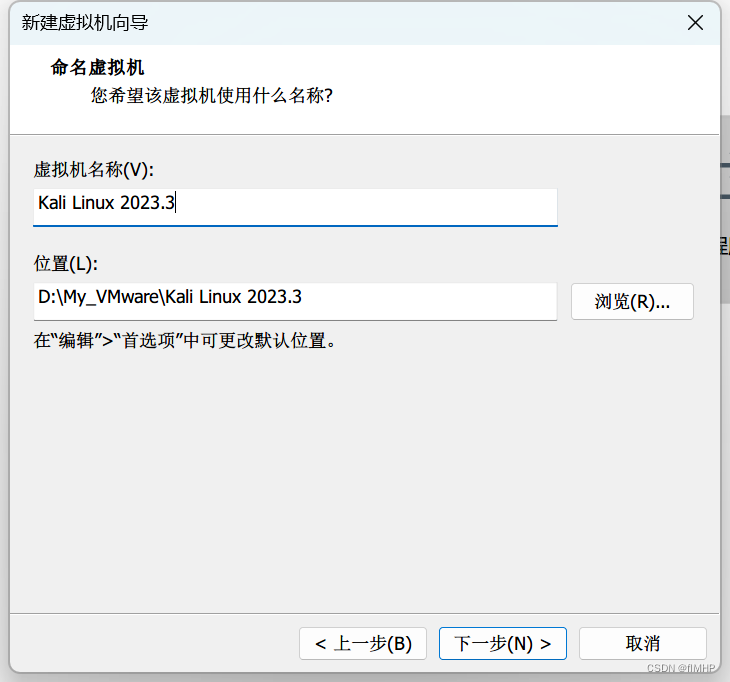 新建虚拟机向导
命名虚拟机
您希望该虚拟机使用什么名称?
虚拟机名称(V):
Kali Linux 2023.3
位置(L):
D:\My_VMware\Kali Linux 2023.3
浏览(R)...
在“编辑”>“首选项”中可更改默认位置。
< 上一步(B)
下一步(N) >
取消
CSDN @flMHP